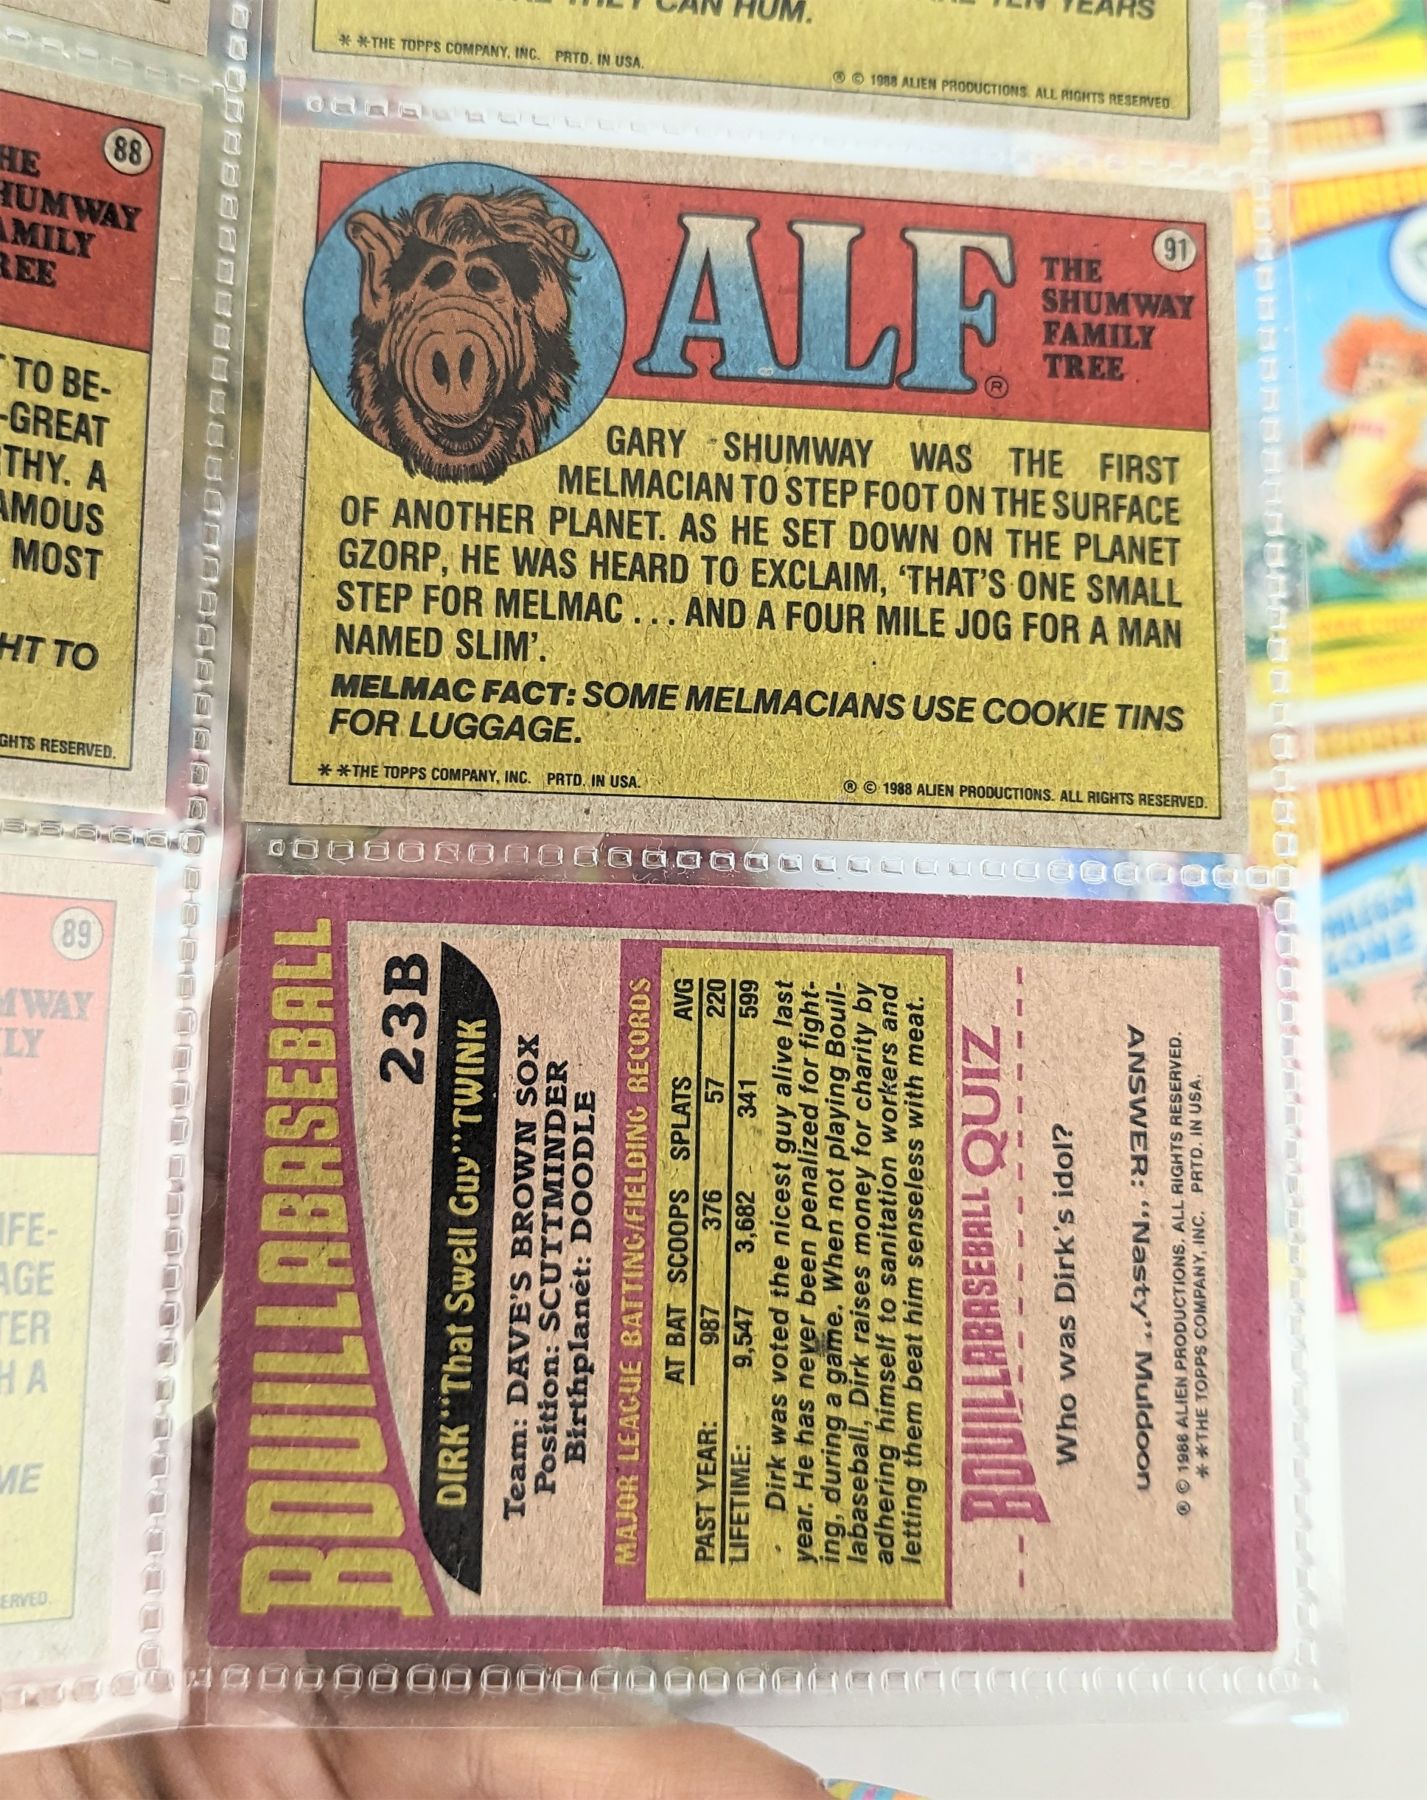 THEY CAN HUM.
TEN YEARS
* *THE TOPPS COMPANY, INC. PRTD. IN USA.
® © 1988 ALIEN PRODUCTIONS. ALL RIGHTS RESERVED.
88
HUMWAY
AMILY
REE
TO BE-
-GREAT
THY. A
AMOUS
MOST
HT TO
GHTS RESERVED.
91
ALF®
THE
SHUMWAY
FAMILY
TREE
GARY SHUMWAY WAS THE FIRST
MELMACIAN TO STEP FOOT ON THE SURFACE
OF ANOTHER PLANET. AS HE SET DOWN ON THE PLANET
GZORP, HE WAS HEARD TO EXCLAIM, ‘THAT’S ONE SMALL
STEP FOR MELMAC . . . AND A FOUR MILE JOG FOR A MAN
NAMED SLIM’.
MELMAC FACT: SOME MELMACIANS USE COOKIE TINS
FOR LUGGAGE.
* *THE TOPPS COMPANY, INC. PRTD. IN USA.
® © 1988 ALIEN PRODUCTIONS. ALL RIGHTS RESERVED.
89
MWAY
LY
IFE-
AGE
TER
H A
ME
ERVED.
BOUILLABASEBALL
23B
DIRK “That Swell Guy” TWINK
Team: DAVE’S BROWN SOX
Position: SCUTTMINDER
Birthplanet: DOODLE
MAJOR LEAGUE BATTING/FIELDING RECORDS
AT BAT SCOOPS SPLATS AVG
PAST YEAR: 987 376 57 220
LIFETIME: 9,547 3,682 341 599
Dirk was voted the nicest guy alive last
year. He has never been penalized for fight-
ing, during a game. When not playing Bouil-
labaseball, Dirk raises money for charity by
adhering himself to sanitation workers and
letting them beat him senseless with meat.
BOUILLABASEBALL QUIZ
Who was Dirk’s idol?
ANSWER: “Nasty” Muldoon
® © 1988 ALIEN PRODUCTIONS. ALL RIGHTS RESERVED.
* *THE TOPPS COMPANY, INC. PRTD. IN USA.